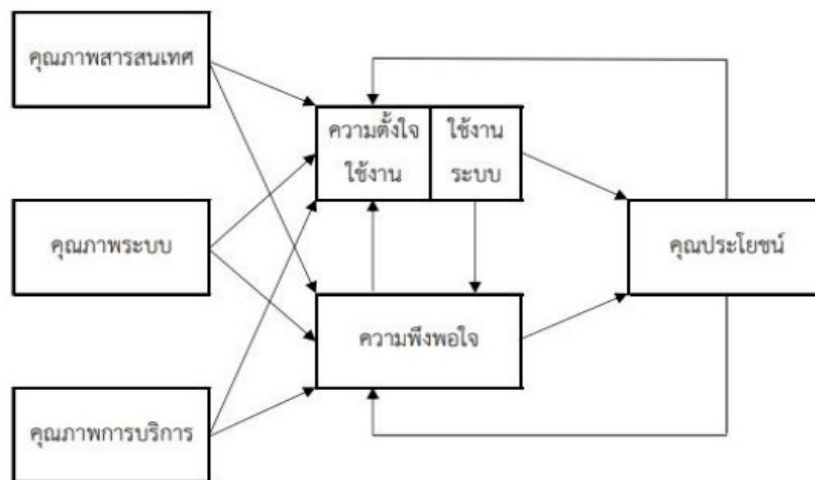 คุณภาพสารสนเทศ
ความตั้งใจ
ใช้งาน
ใช้งาน
ระบบ
คุณภาพระบบ
คุณประโยชน์
ความพึงพอใจ
คุณภาพการบริการ